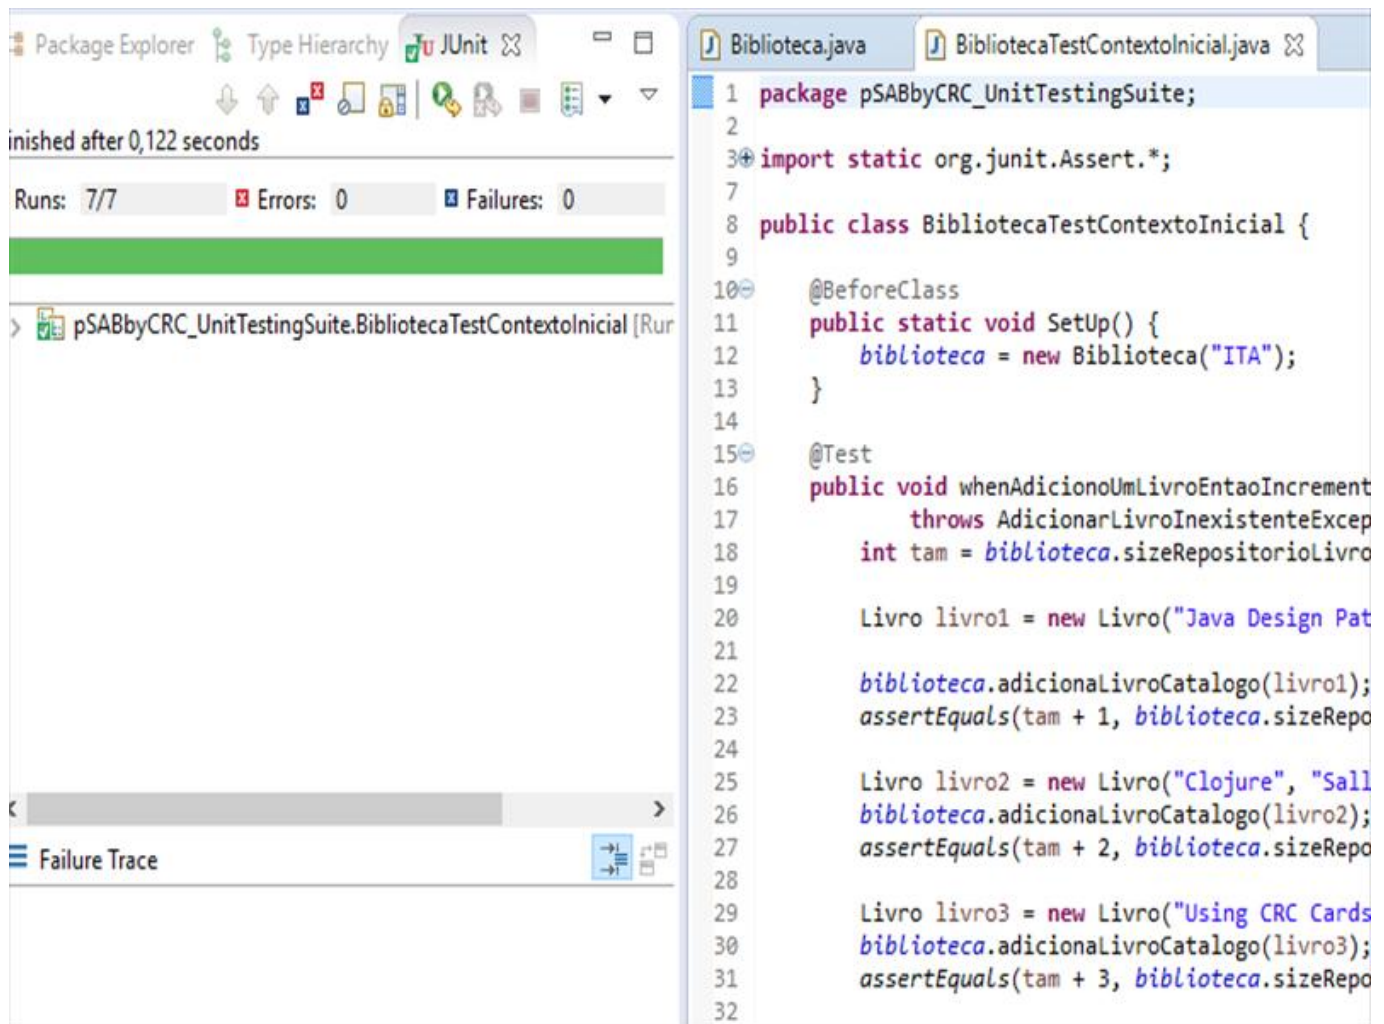 Package Explorer Type Hierarchy JUnit
inished after 0,122 seconds
Runs: 7/7 Errors: 0 Failures: 0
pSABbyCRC_UnitTestingSuite.BibliotecaTestContextoInicial [Rur
Failure Trace
Biblioteca.java BibliotecaTestContextoInicial.java
1 package pSABbyCRC_UnitTestingSuite;
2
3 import static org.junit.Assert.*;
7
8 public class BibliotecaTestContextoInicial {
9
10 @BeforeClass
11 public static void SetUp() {
12 biblioteca = new Biblioteca("ITA");
13 }
14
15 @Test
16 public void whenAdicionoUmLivroEntaoIncrement
17 throws AdicionarLivroInexistenteExcep
18 int tam = biblioteca.sizeRepositorioLivro
19
20 Livro livro1 = new Livro("Java Design Pat
21
22 biblioteca.adicionaLivroCatalogo(livro1);
23 assertEquals(tam + 1, biblioteca.sizeRepo
24
25 Livro livro2 = new Livro("Clojure", "Sall
26 biblioteca.adicionaLivroCatalogo(livro2);
27 assertEquals(tam + 2, biblioteca.sizeRepo
28
29 Livro livro3 = new Livro("Using CRC Cards
30 biblioteca.adicionaLivroCatalogo(livro3);
31 assertEquals(tam + 3, biblioteca.sizeRepo
32